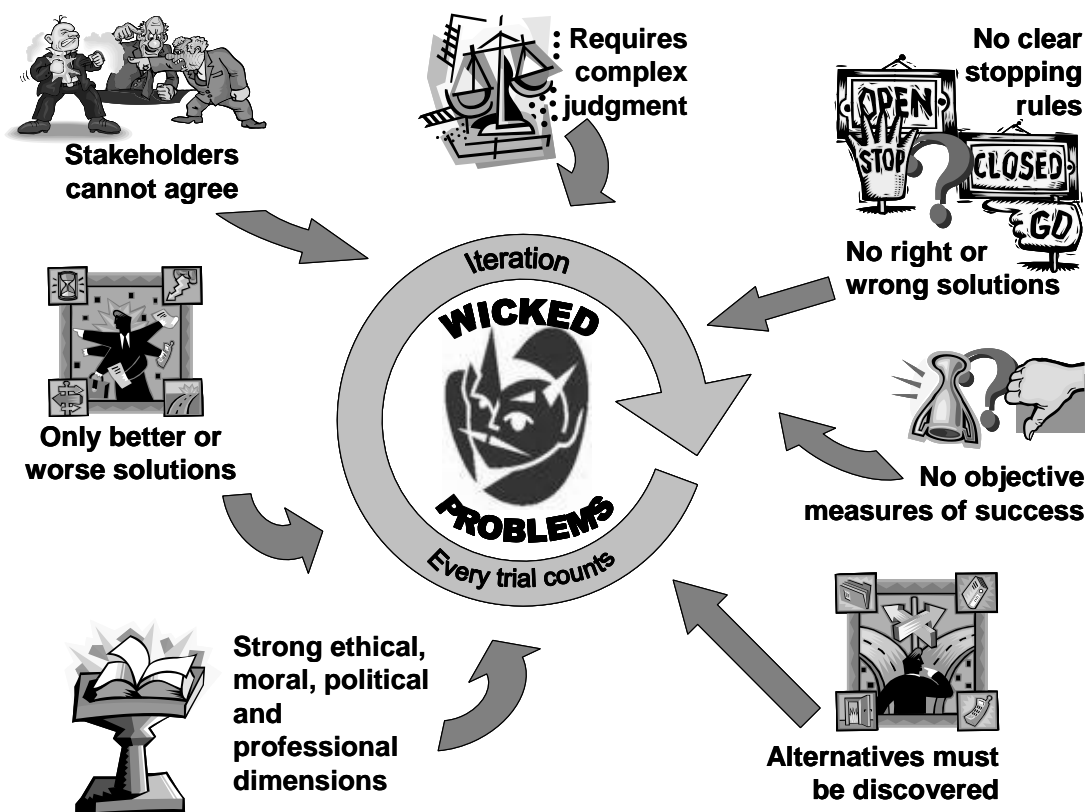 Stakeholders
cannot agree
Requires
complex
judgment
No clear
stopping
rules
OPEN
STOP
CLOSED
GO
No right or
wrong solutions
Iteration
WICKED
PROBLEMS
Every trial counts
Only better or
worse solutions
No objective
measures of success
Strong ethical,
moral, political
and
professional
dimensions
Alternatives must
be discovered